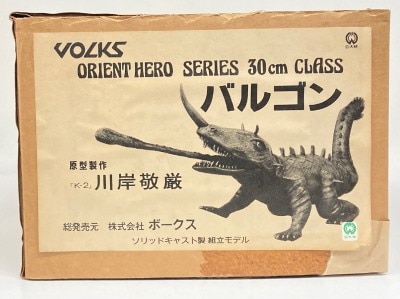 VOLKS
ORIENT HERO SERIES 30cm CLASS
バルゴン
原型製作
「K-2」川岸敬厳
総発売元 株式会社 ボークス
ソリッドキャスト製 組立モデル